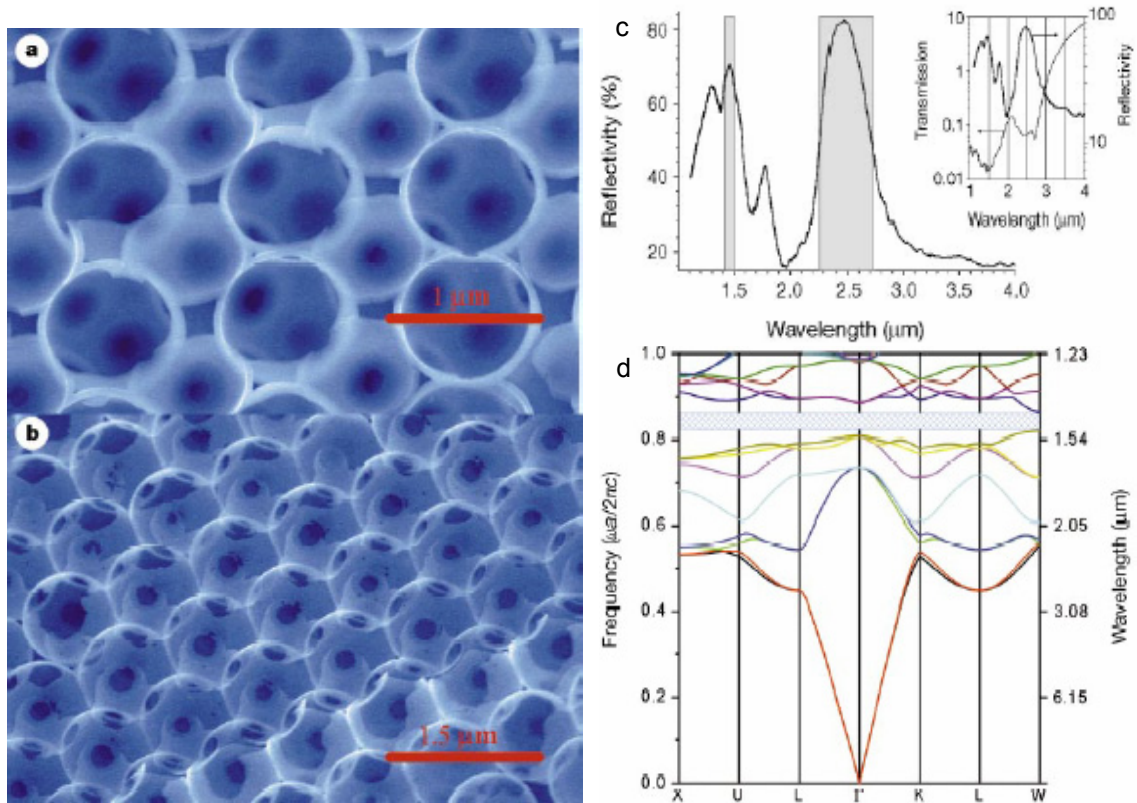 a
1 μm
b
1.5 μm
c
Reflectivity (%)
80
60
40
20
1.5 2.0 2.5 3.0 3.5 4.0
Wavelength (μm)
Transmission
10
1
0.1
0.01
100
10
Reflectivity
1 2 3 4
Wavelength (μm)
d
Frequency (ωa/2πc)
1.0
0.8
0.6
0.4
0.2
0.0
X U L Γ K L W
1.23
1.54
2.05
3.08
6.15
Wavelength (μm)